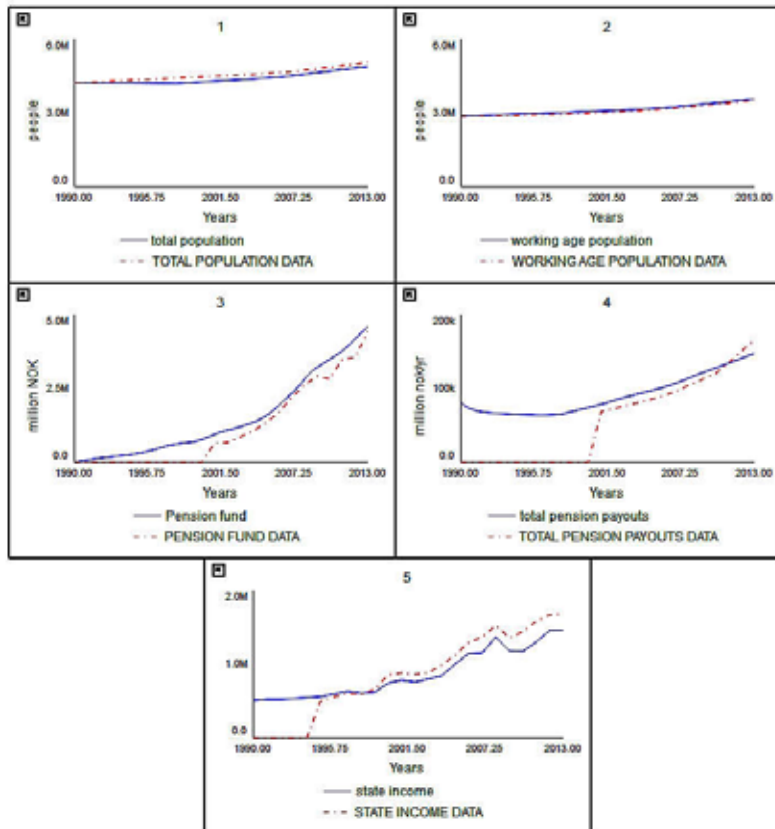 1
6.0M
people
3.0M
0.0
1990.00 1995.75 2001.50 2007.25 2013.00
Years
total population
TOTAL POPULATION DATA
2
6.0M
people
3.0M
0.0
1990.00 1995.75 2001.50 2007.25 2013.00
Years
working age population
WORKING AGE POPULATION DATA
3
5.0M
million NOK
2.5M
0.0
1990.00 1995.75 2001.50 2007.25 2013.00
Years
Pension fund
PENSION FUND DATA
4
200k
million nok/yr
100k
0.0
1990.00 1995.75 2001.50 2007.25 2013.00
Years
total pension payouts
TOTAL PENSION PAYOUTS DATA
5
2.0M
1.0M
0.0
1990.00 1995.75 2001.50 2007.25 2013.00
Years
state income
STATE INCOME DATA